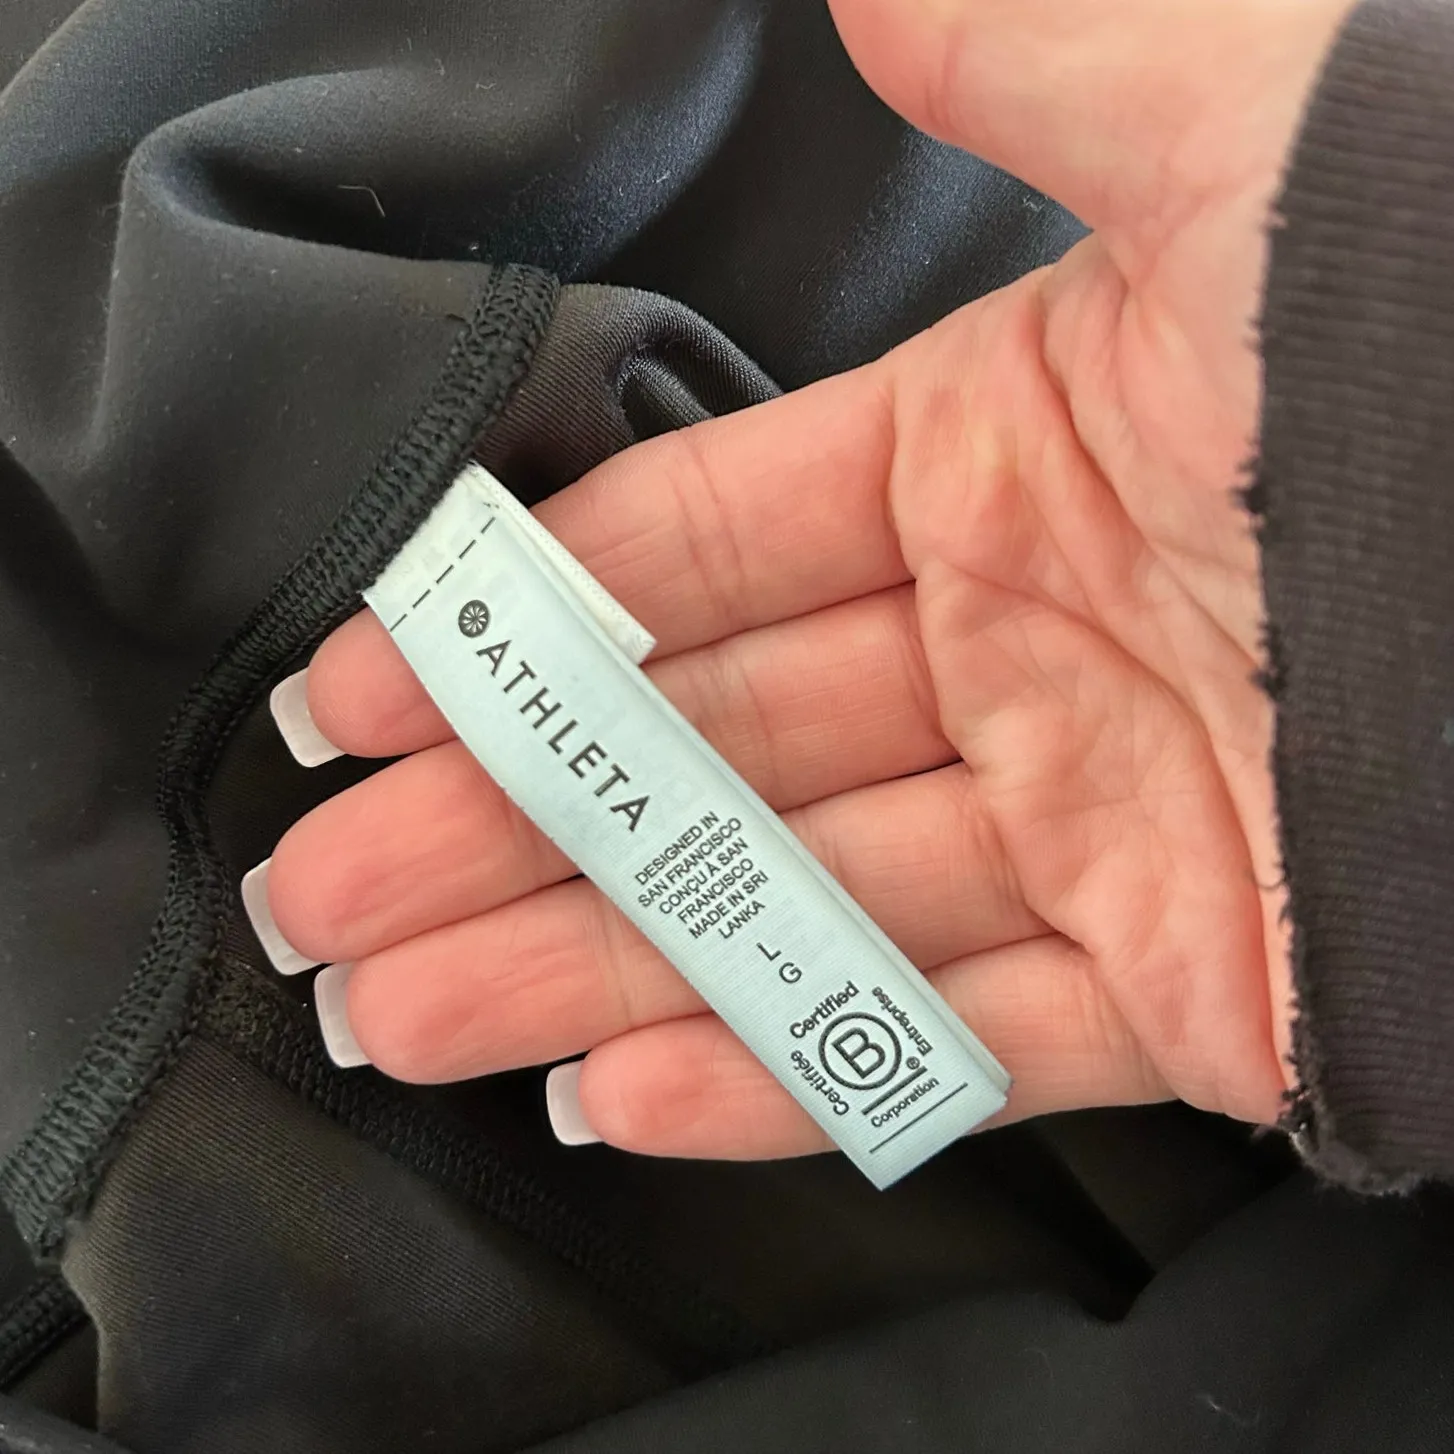 ATHLETA
DESIGNED IN
SAN FRANCISCO
CONÇU À SAN
FRANCISCO
MADE IN SRI
LANKA
L
G
Certified
Certifiée
B
®
Entreprise
Corporation